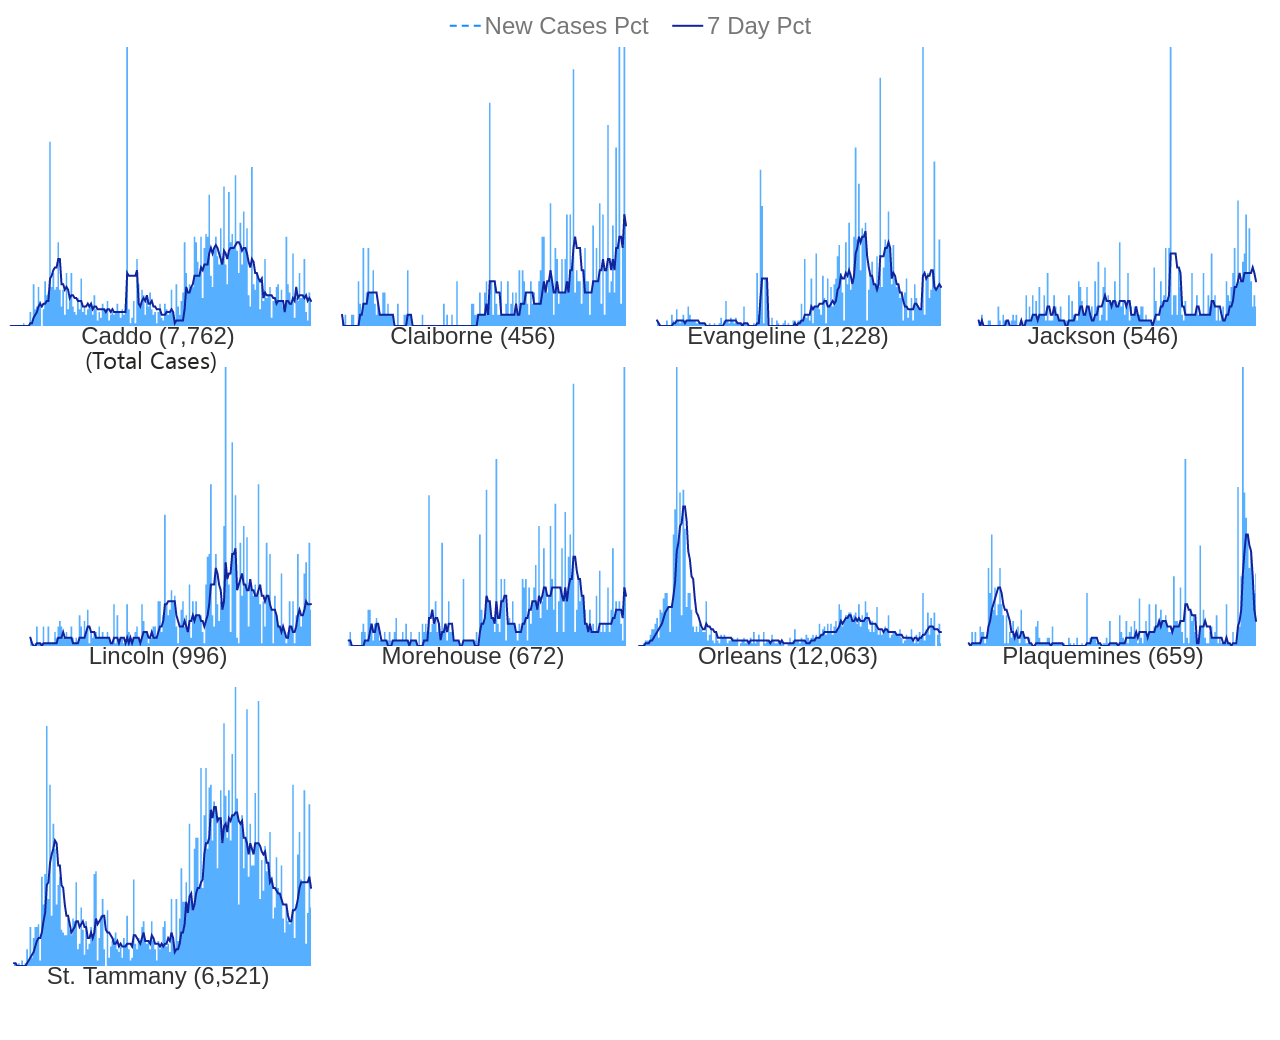 New Cases Pct 7 Day Pct
Caddo (7,762) Claiborne (456) Evangeline (1,228) Jackson (546)
(Total Cases)
Lincoln (996) Morehouse (672) Orleans (12,063) Plaquemines (659)
St. Tammany (6,521)